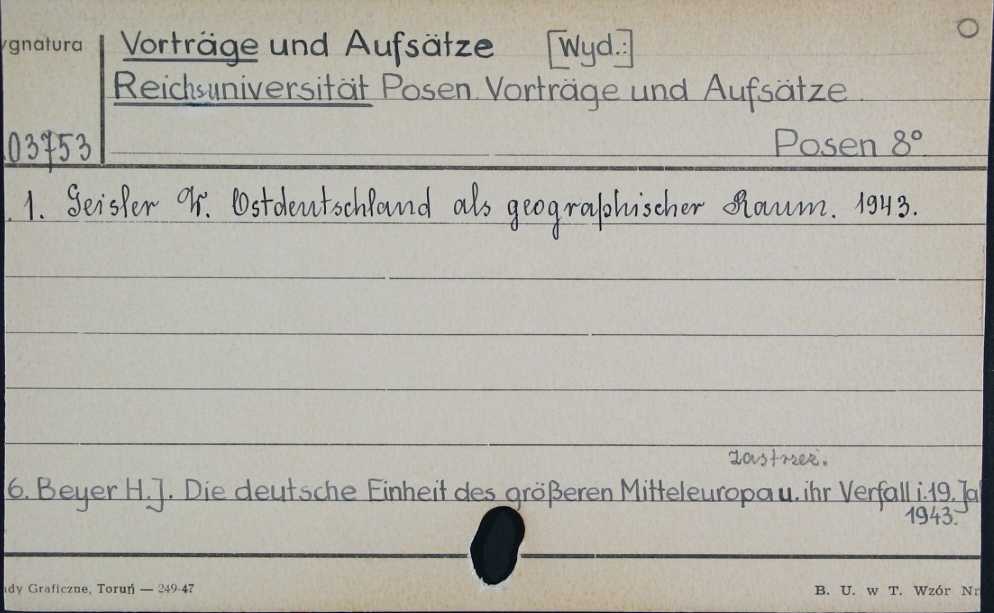 ygnatura Vorträge und Aufsätze [Wyd.:]
Reichsuniversität Posen Vorträge und Aufsätze
03753 Posen 8°
1. Geisler W. Ostdeutschland als geographischer Raum. 1943.
zastrzeż.
6. Beyer H.J. Die deutsche Einheit des größeren Mitteleuropa u. ihr Verfall i.19. Ja
1943.
dy Graficzne, Toruń — 249-47 B. U. w T. Wzór Nr